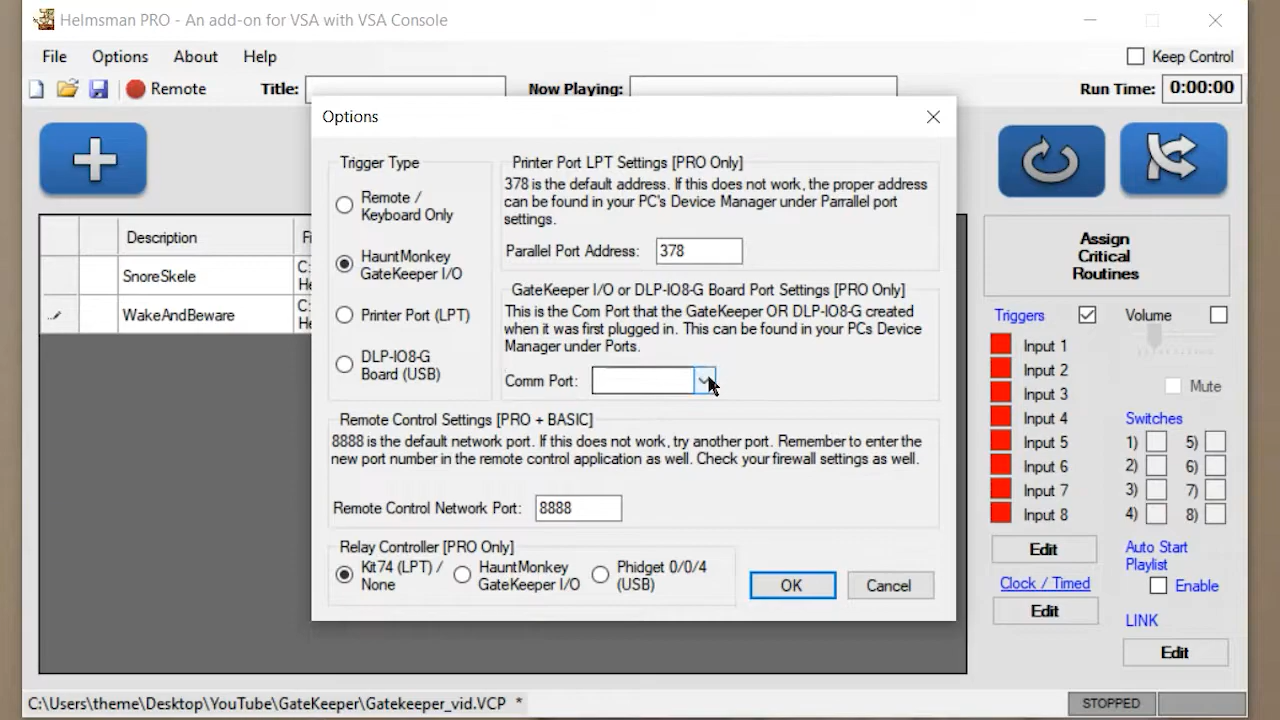 Helmsman PRO - An add-on for VSA with VSA Console
File Options About Help
Keep Control
Remote
Title:
Now Playing:
Run Time: 0:00:00
Options
Trigger Type
Remote /
Keyboard Only
HauntMonkey
GateKeeper I/O
Printer Port (LPT)
DLP-IO8-G
Board (USB)
Printer Port LPT Settings [PRO Only]
378 is the default address. If this does not work, the proper address
can be found in your PC's Device Manager under Parrallel port
settings.
Parallel Port Address: 378
GateKeeper I/O or DLP-IO8-G Board Port Settings [PRO Only]
This is the Com Port that the GateKeeper OR DLP-IO8-G created
when it was first plugged in. This can be found in your PCs Device
Manager under Ports.
Comm Port:
Remote Control Settings [PRO + BASIC]
8888 is the default network port. If this does not work, try another port. Remember to enter the
new port number in the remote control application as well. Check your firewall settings as well.
Remote Control Network Port: 8888
Relay Controller [PRO Only]
Kit74 (LPT) /
None
HauntMonkey
GateKeeper I/O
Phidget 0/0/4
(USB)
OK
Cancel
Description
SnoreSkele
C:
WakeAndBeware
C:
Assign
Critical
Routines
Triggers
Volume
Input 1
Input 2
Input 3
Input 4
Input 5
Input 6
Input 7
Input 8
Mute
Switches
1) 5)
2) 6)
3) 7)
4) 8)
Edit
Clock / Timed
Edit
Auto Start
Playlist
Enable
LINK
Edit
C:\Users\theme\Desktop\YouTube\GateKeeper\Gatekeeper_vid.VCP *
STOPPED